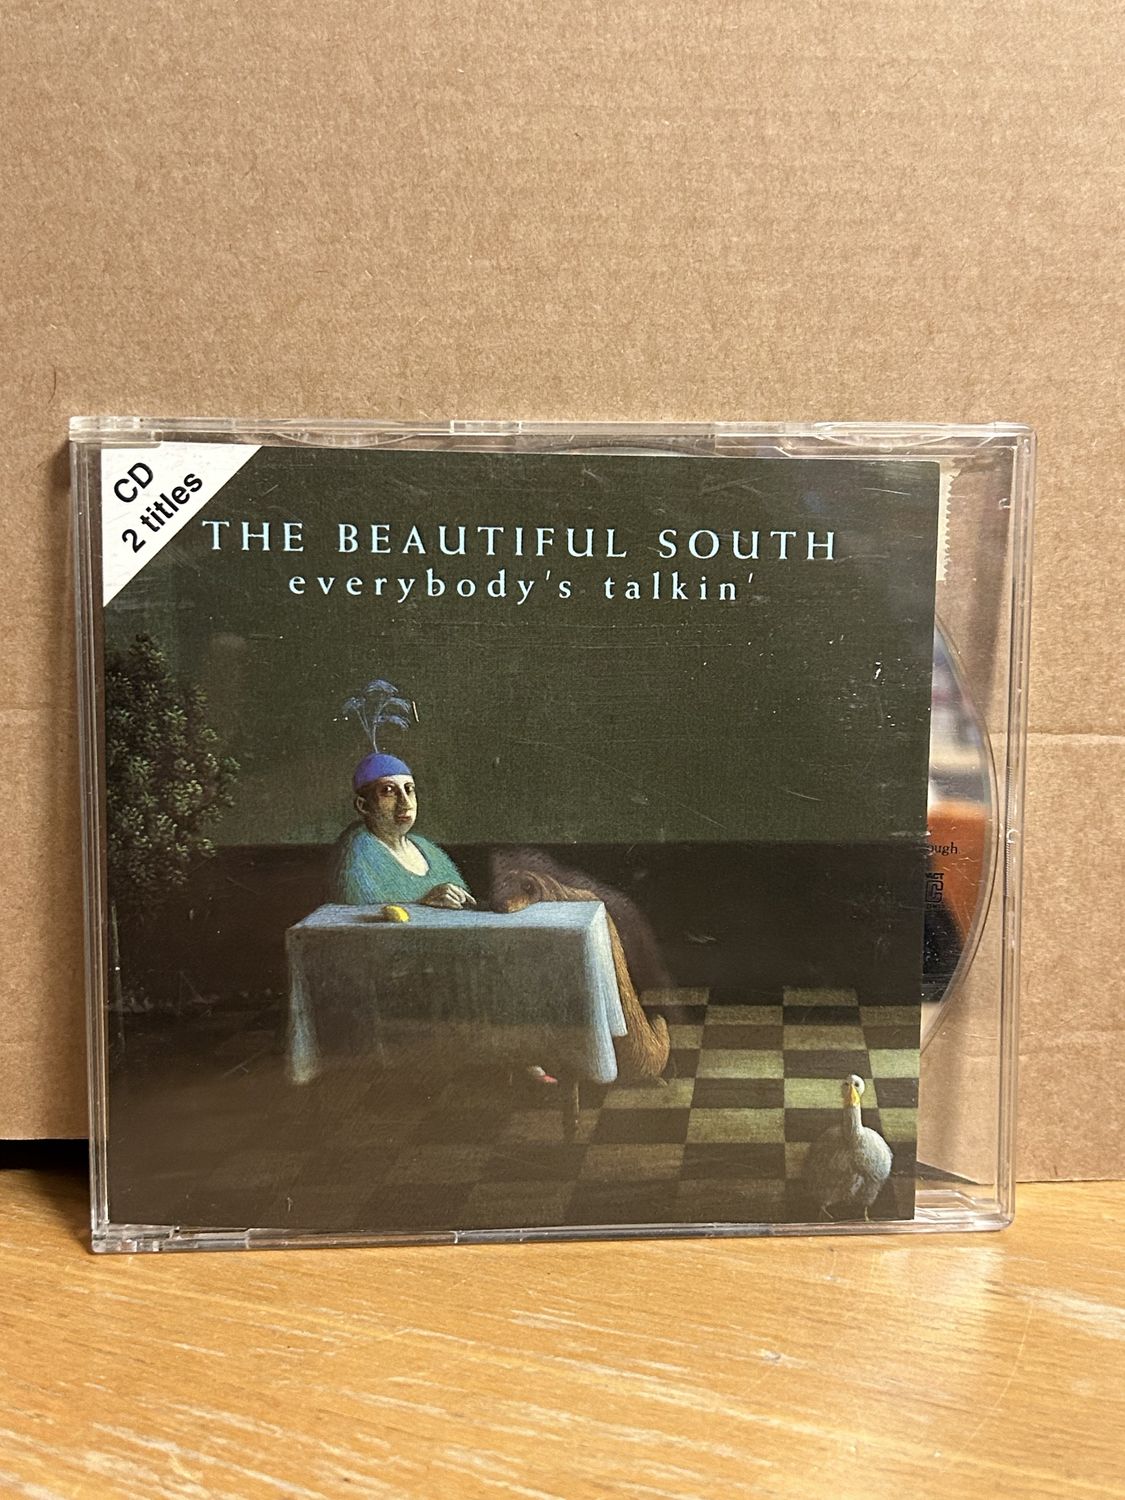 CD
2 titles
THE BEAUTIFUL SOUTH
everybody's talkin'